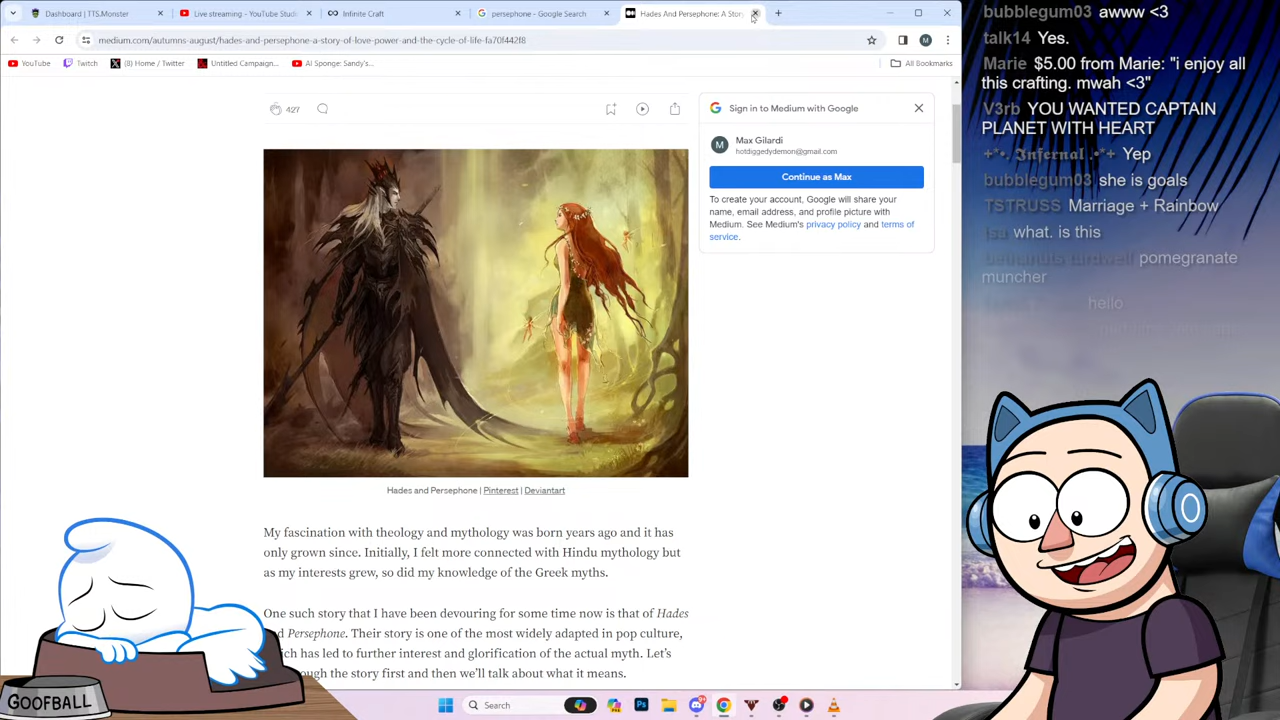 Dashboard | TTS.Monster
Live streaming - YouTube Studi
Infinite Craft
persephone - Google Search
Hades And Persephone: A Stor
medium.com/autumns-august/hades-and-persephone-a-story-of-love-power-and-the-cycle-of-life-fa70f442f8
YouTube
Twitch
(8) Home / Twitter
Untitled Campaign...
AI Sponge: Sandy's...
All Bookmarks
427
Sign in to Medium with Google
M
Max Gilardi
hotdiggedydemon@gmail.com
Continue as Max
To create your account, Google will share your
name, email address, and profile picture with
Medium. See Medium's privacy policy and terms of
service.
Hades and Persephone | Pinterest | Deviantart
My fascination with theology and mythology was born years ago and it has
only grown since. Initially, I felt more connected with Hindu mythology but
as my interests grew, so did my knowledge of the Greek myths.
One such story that I have been devouring for some time now is that of Hades
nd Persephone. Their story is one of the most widely adapted in pop culture,
ich has led to further interest and glorification of the actual myth. Let's
ough the story first and then we'll talk about what it means.
Search
GOOFBALL
bubblegum03 awww <3
talk14 Yes.
Marie $5.00 from Marie: "i enjoy all
this crafting. mwah <3"
V3rb YOU WANTED CAPTAIN
PLANET WITH HEART
+*•. 𝕴𝖓𝖋𝖊𝖗𝖓𝖆𝖑 .•*+ Yep
bubblegum03 she is goals
TSTRUSS Marriage + Rainbow
what. is this
pomegranate
muncher
hello